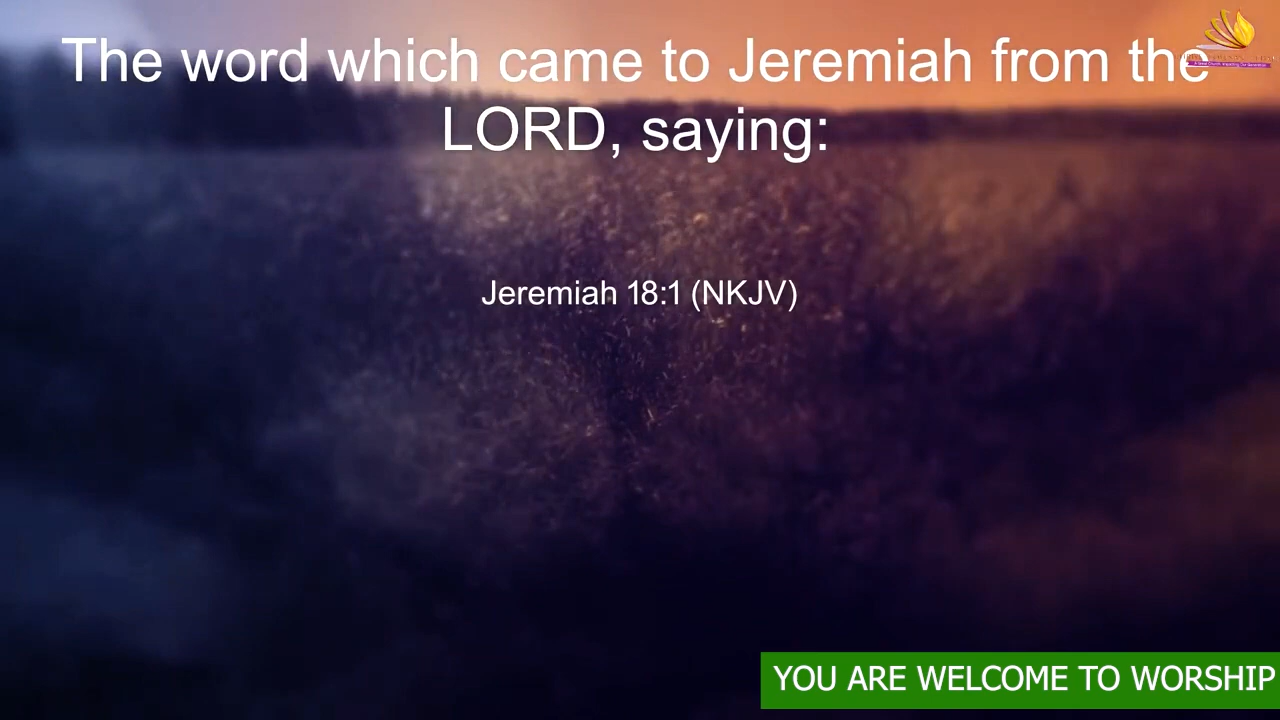 The word which came to Jeremiah from the
LORD, saying:
Jeremiah 18:1 (NKJV)
YOU ARE WELCOME TO WORSHIP